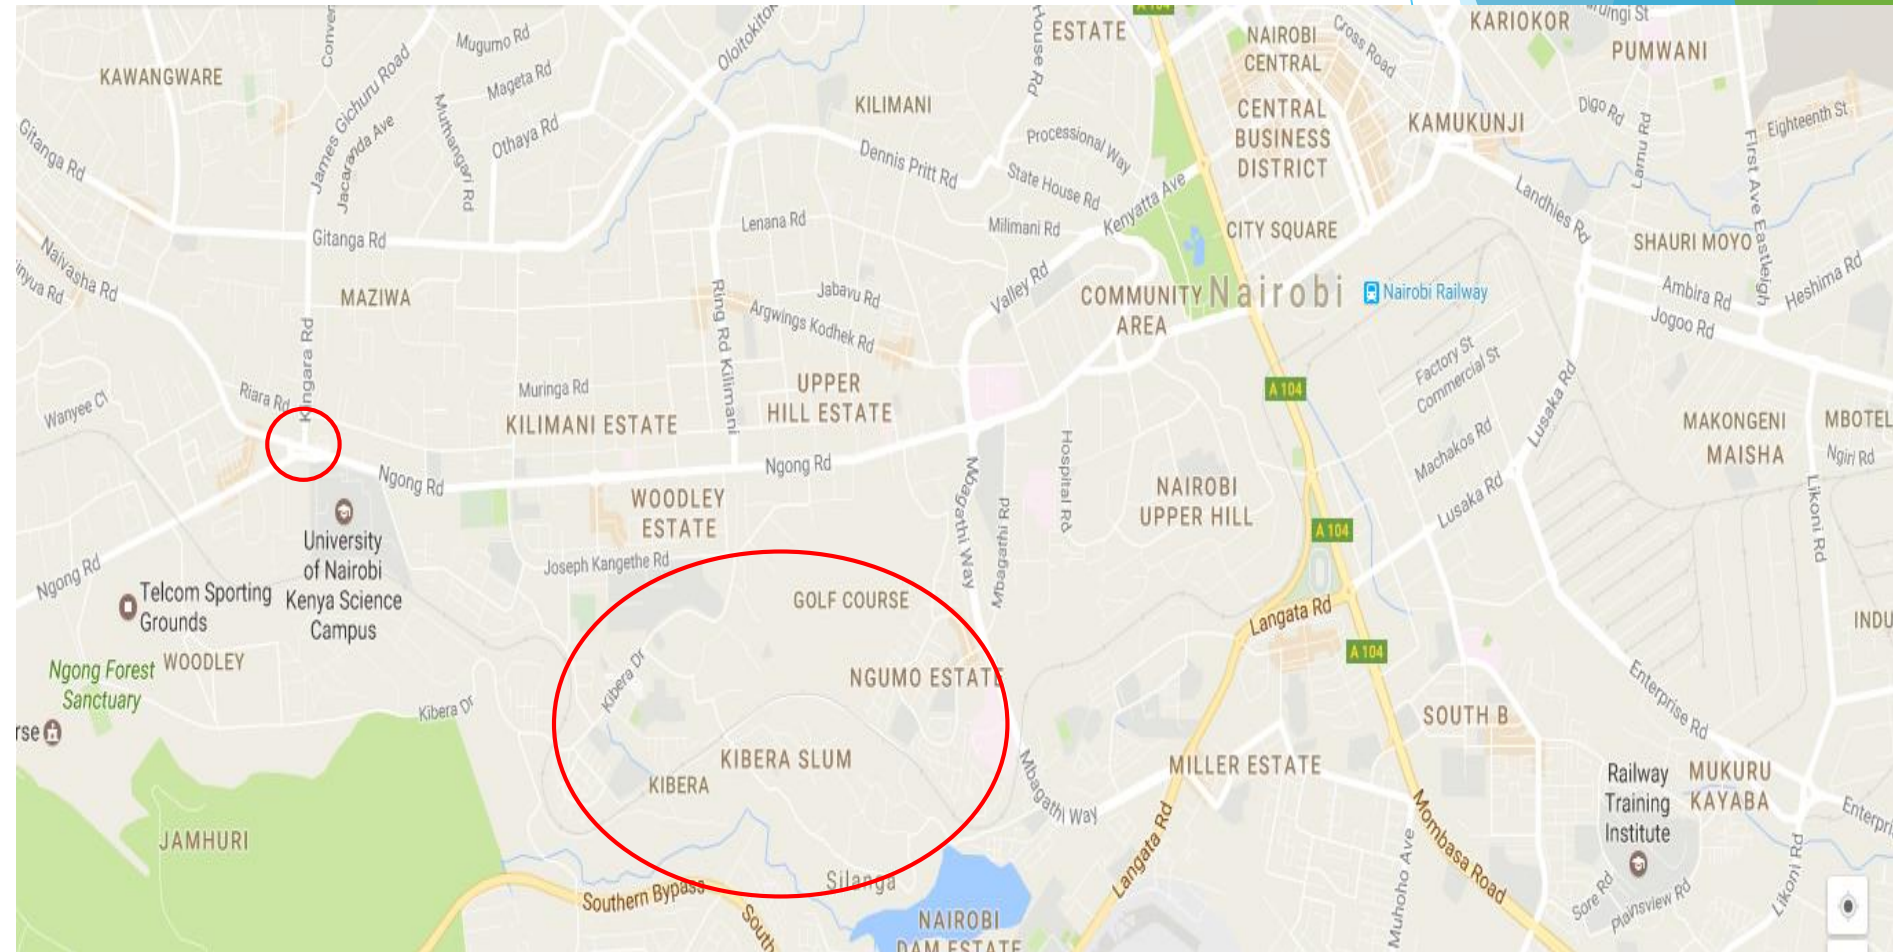 A 104
KARIOKOR
ESTATE
NAIROBI
CENTRAL
Cross Road
PUMWANI
KAWANGWARE
Mugumo Rd
Mageta Rd
James Gichuru Road
Jacaranda Ave
Muthangari Rd
Othaya Rd
KILIMANI
Processional Way
CENTRAL
BUSINESS
DISTRICT
KAMUKUNJI
Digo Rd
Lamu Rd
First Ave Eastleigh
Eighteenth St
Gitanga Rd
Dennis Pritt Rd
State House Rd
Kenyatta Ave
Landhies Rd
Lenana Rd
Milimani Rd
CITY SQUARE
SHAURI MOYO
Gitanga Rd
Naivasha Rd
MAZIWA
Ring Rd Kilimani
Jabavu Rd
Argwings Kodhek Rd
Valley Rd
COMMUNITY
AREA
Nairobi
Nairobi Railway
Ambira Rd
Heshima Rd
Jogoo Rd
Kingara Rd
Factory St
Commercial St
Lusaka Rd
Riara Rd
Wanyee Cl
Muringa Rd
UPPER
HILL ESTATE
A 104
KILIMANI ESTATE
MAKONGENI
MAISHA
MBOTEL
Ngiri Rd
Machakos Rd
Hospital Rd
Ngong Rd
Ngong Rd
Mbagathi Way
Mbagathi Rd
WOODLEY
ESTATE
NAIROBI
UPPER HILL
A 104
Lusaka Rd
Likoni Rd
University
of Nairobi
Kenya Science
Campus
Joseph Kangethe Rd
Ngong Rd
Telcom Sporting
Grounds
GOLF COURSE
Langata Rd
INDU
A 104
Ngong Forest
Sanctuary
WOODLEY
Kibera Dr
NGUMO ESTATE
Kibera Dr
rse
Enterprise Rd
SOUTH B
KIBERA SLUM
KIBERA
MILLER ESTATE
Mbagathi Way
Railway
Training
Institute
MUKURU
KAYABA
Enterpri
JAMHURI
Mombasa Road
Langata Rd
Muhoho Ave
Likoni Rd
Silanga
Southern Bypass
South
Sore Rd
Plainsview Rd
NAIROBI
DAM ESTATE